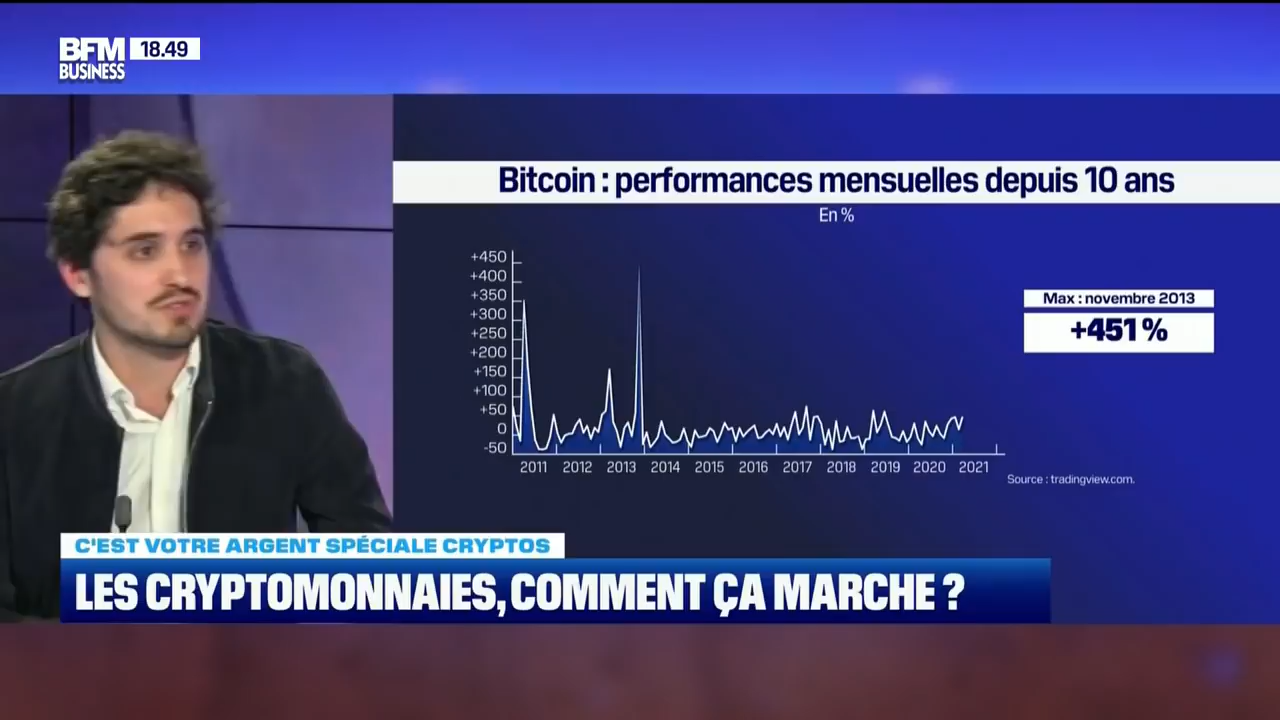 BFM
BUSINESS
18.49
Bitcoin : performances mensuelles depuis 10 ans
En %
+450
+400
+350
+300
+250
+200
+150
+100
+50
0
-50
2011 2012 2013 2014 2015 2016 2017 2018 2019 2020 2021
Source : tradingview.com.
Max : novembre 2013
+451 %
C'EST VOTRE ARGENT SPÉCIALE CRYPTOS
LES CRYPTOMONNAIES, COMMENT ÇA MARCHE ?